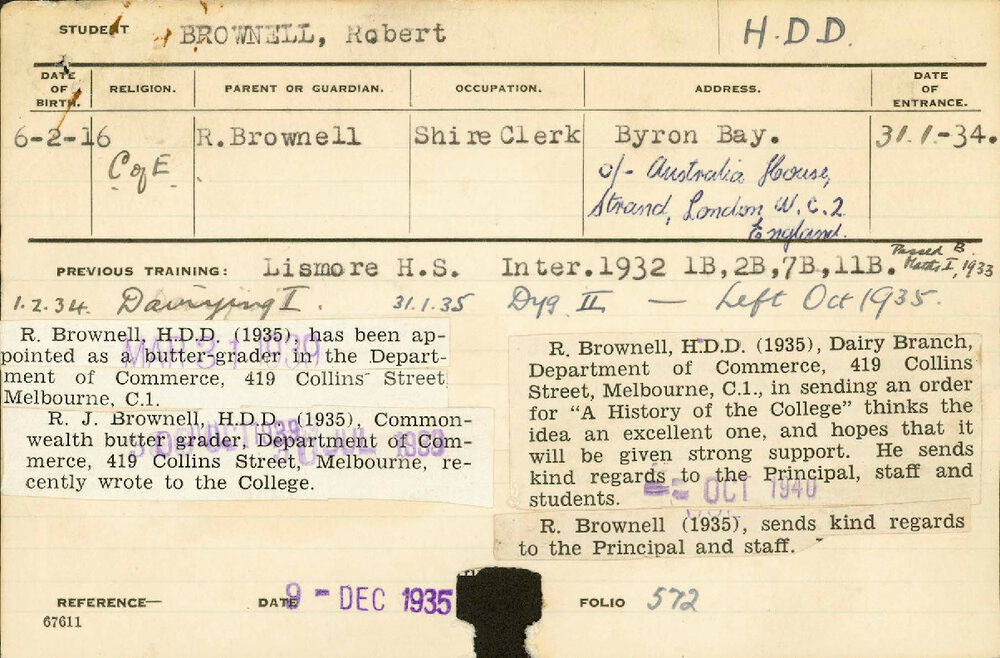 STUDENT BROWNELL, Robert H.D.D.
DATE OF BIRTH. RELIGION. PARENT OR GUARDIAN. OCCUPATION. ADDRESS. DATE OF ENTRANCE.
6-2-16 R.Brownell Shire Clerk Byron Bay. 31.1-34.
C of E
c/- Australia House,
Strand, London W.C.2
England.
PREVIOUS TRAINING: Lismore H.S. Inter.1932 1B,2B,7B,11B. Passed B. Maths I, 1933
1.2.34. Dairying I. 31.1.35 Dyg II — Left Oct 1935.
R. Brownell, H.D.D. (1935), has been ap-
pointed as a butter-grader in the Depart-
ment of Commerce, 419 Collins Street,
Melbourne, C.1.
MAR 31 1939
R. J. Brownell, H.D.D. (1935), Common-
wealth butter grader, Department of Com-
merce, 419 Collins Street, Melbourne, re-
cently wrote to the College.
JUL 1939
R. Brownell, H.D.D. (1935), Dairy Branch,
Department of Commerce, 419 Collins
Street, Melbourne, C.1., in sending an order
for "A History of the College" thinks the
idea an excellent one, and hopes that it
will be given strong support. He sends
kind regards to the Principal, staff and
students.
OCT 1940
R. Brownell (1935), sends kind regards
to the Principal and staff.
REFERENCE— DATE 9 - DEC 1935 FOLIO 572
67611